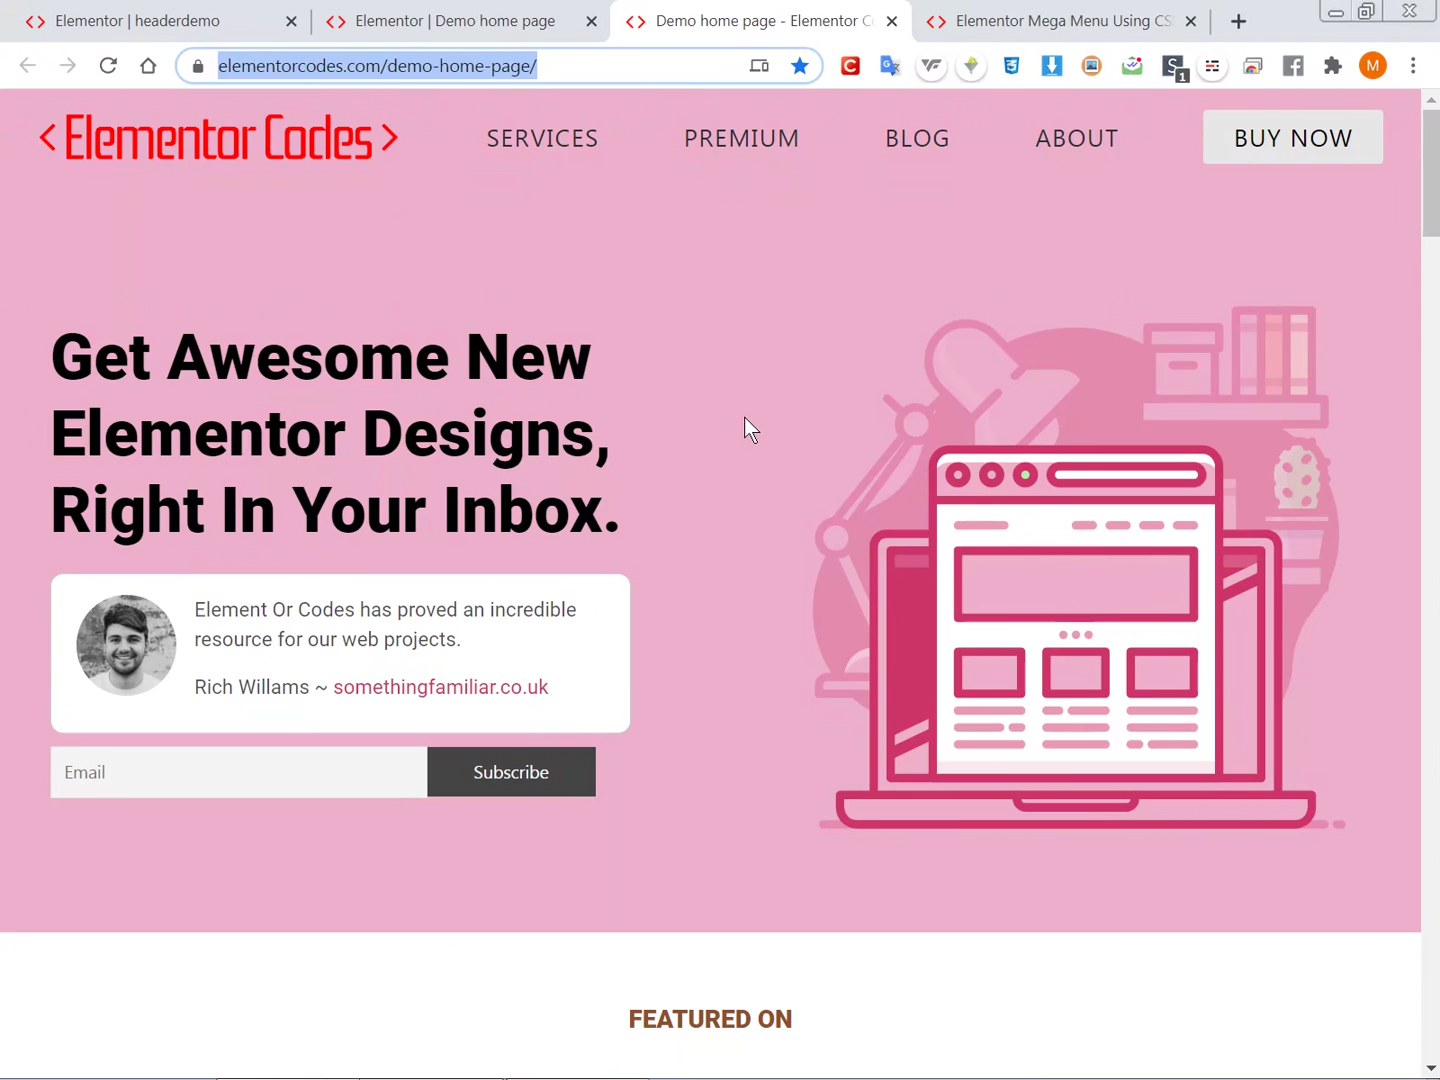 Elementor | headerdemo
Elementor | Demo home page
Demo home page - Elementor C
Elementor Mega Menu Using CS
elementorcodes.com/demo-home-page/
1
M
<Elementor Codes>
SERVICES
PREMIUM
BLOG
ABOUT
BUY NOW
Get Awesome New
Elementor Designs,
Right In Your Inbox.
Element Or Codes has proved an incredible
resource for our web projects.
Rich Willams ~ somethingfamiliar.co.uk
Email
Subscribe
FEATURED ON